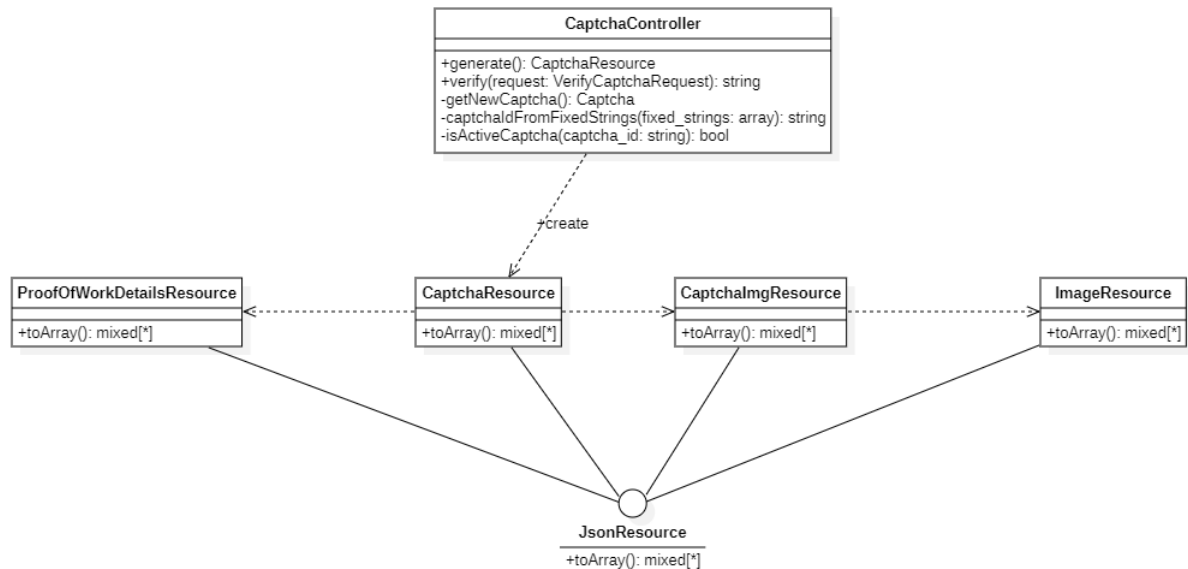 CaptchaController
+generate(): CaptchaResource
+verify(request: VerifyCaptchaRequest): string
-getNewCaptcha(): Captcha
-captchaIdFromFixedStrings(fixed_strings: array): string
-isActiveCaptcha(captcha_id: string): bool
+create
ProofOfWorkDetailsResource
+toArray(): mixed[*]
CaptchaResource
+toArray(): mixed[*]
CaptchaImgResource
+toArray(): mixed[*]
ImageResource
+toArray(): mixed[*]
JsonResource
+toArray(): mixed[*]